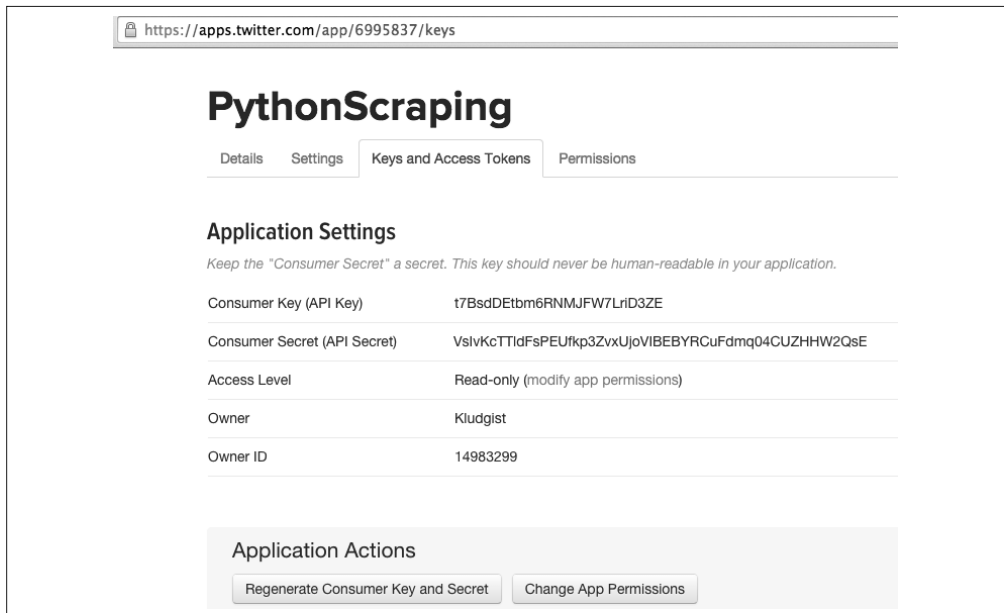 https://apps.twitter.com/app/6995837/keys
PythonScraping
Details Settings Keys and Access Tokens Permissions
Application Settings
Keep the "Consumer Secret" a secret. This key should never be human-readable in your application.
Consumer Key (API Key) t7BsdDEtbm6RNMJFW7LriD3ZE
Consumer Secret (API Secret)
Access Level Read-only (modify app permissions)
Owner Kludgist
Owner ID 14983299
Application Actions
Regenerate Consumer Key and Secret Change App Permissions